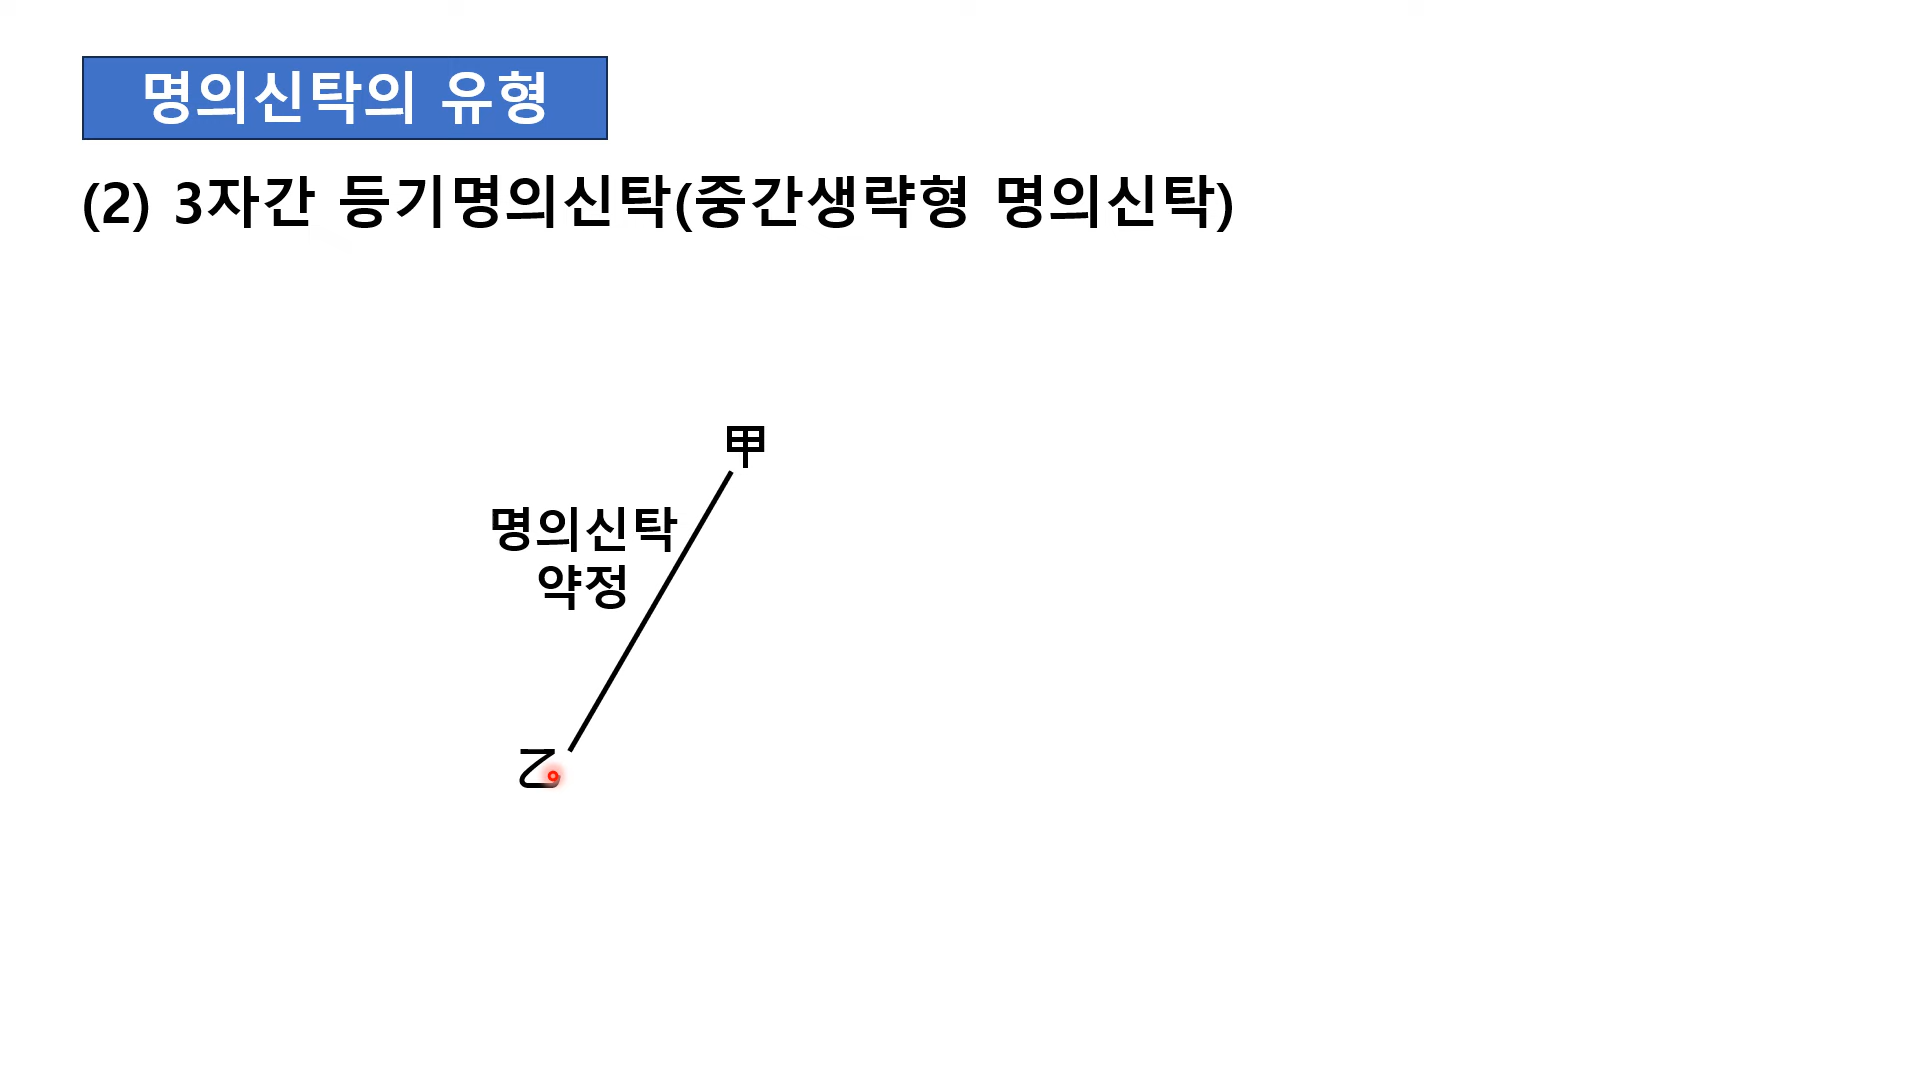 명의신탁의 유형
(2) 3자간 등기명의신탁(중간생략형 명의신탁)
甲
명의신탁
약정
乙